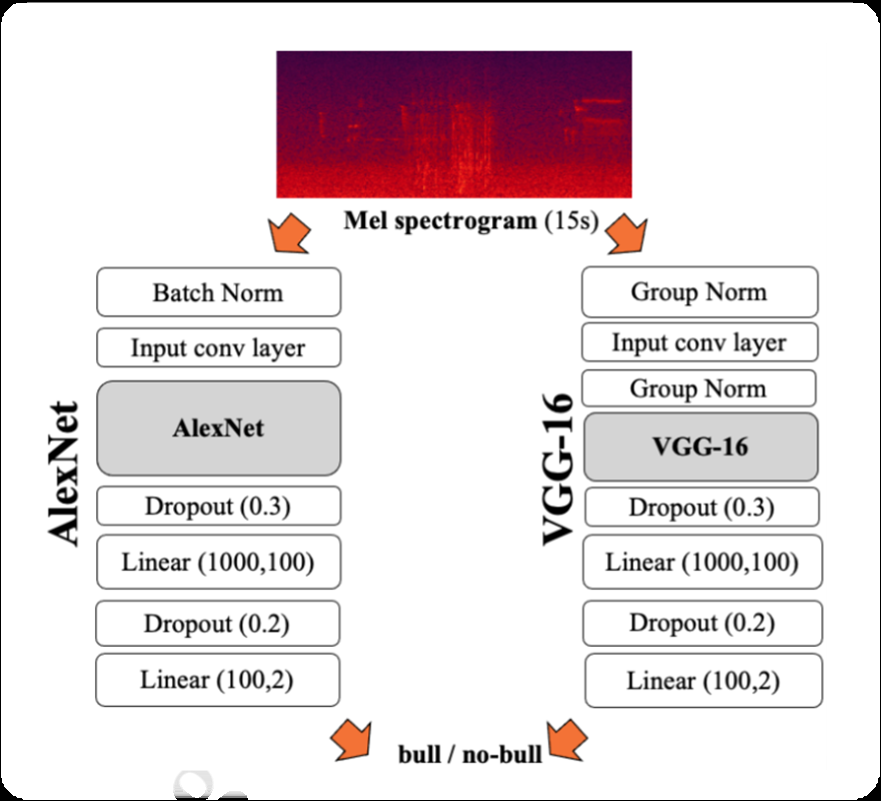 Mel spectrogram (15s)
AlexNet
Batch Norm
Input conv layer
AlexNet
Dropout (0.3)
Linear (1000,100)
Dropout (0.2)
Linear (100,2)
VGG-16
Group Norm
Input conv layer
Group Norm
VGG-16
Dropout (0.3)
Linear (1000,100)
Dropout (0.2)
Linear (100,2)
bull / no-bull